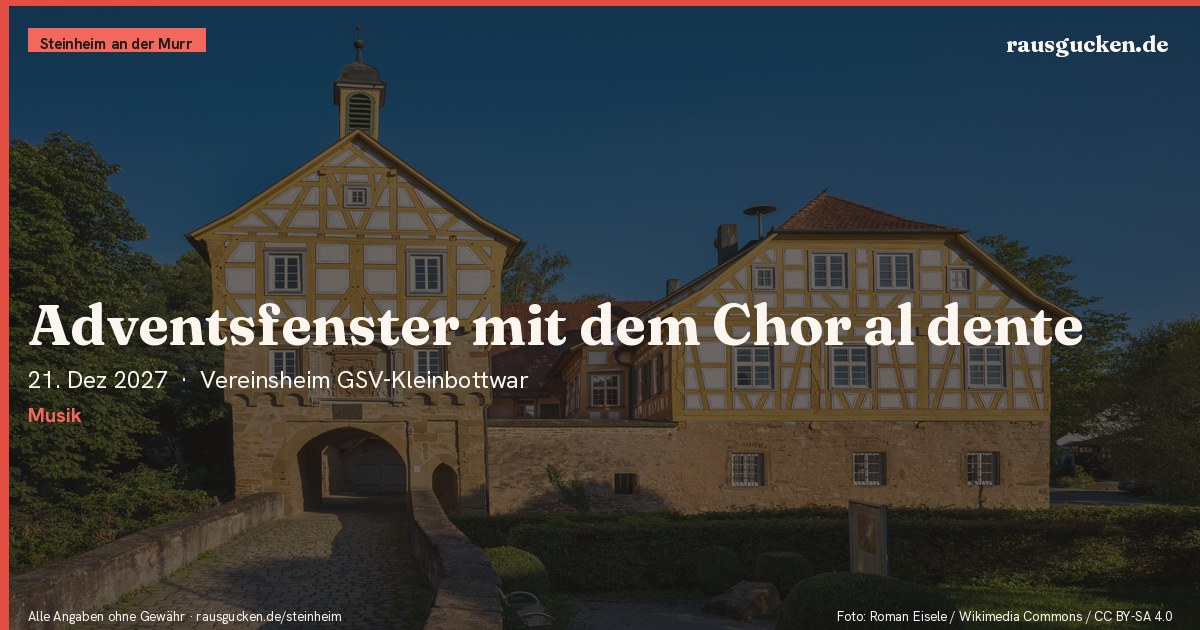 Steinheim an der Murr
rausgucken.de
Adventsfenster mit dem Chor al dente
21. Dez 2027 · Vereinsheim GSV-Kleinbottwar
Musik
Alle Angaben ohne Gewähr · rausgucken.de/steinheim
Foto: Roman Eisele / Wikimedia Commons / CC BY-SA 4.0